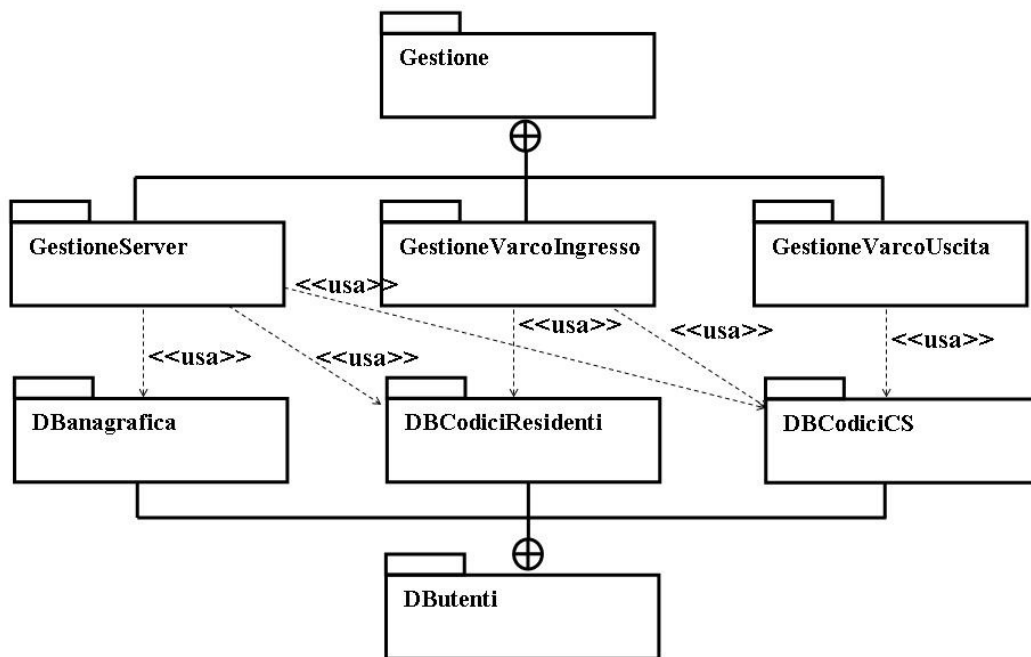 Gestione
GestioneServer
GestioneVarcoIngresso
GestioneVarcoUscita
<<usa>>
<<usa>>
<<usa>>
<<usa>>
<<usa>>
<<usa>>
DBanagrafica
DBCodiciResidenti
DBCodiciCS
DButenti